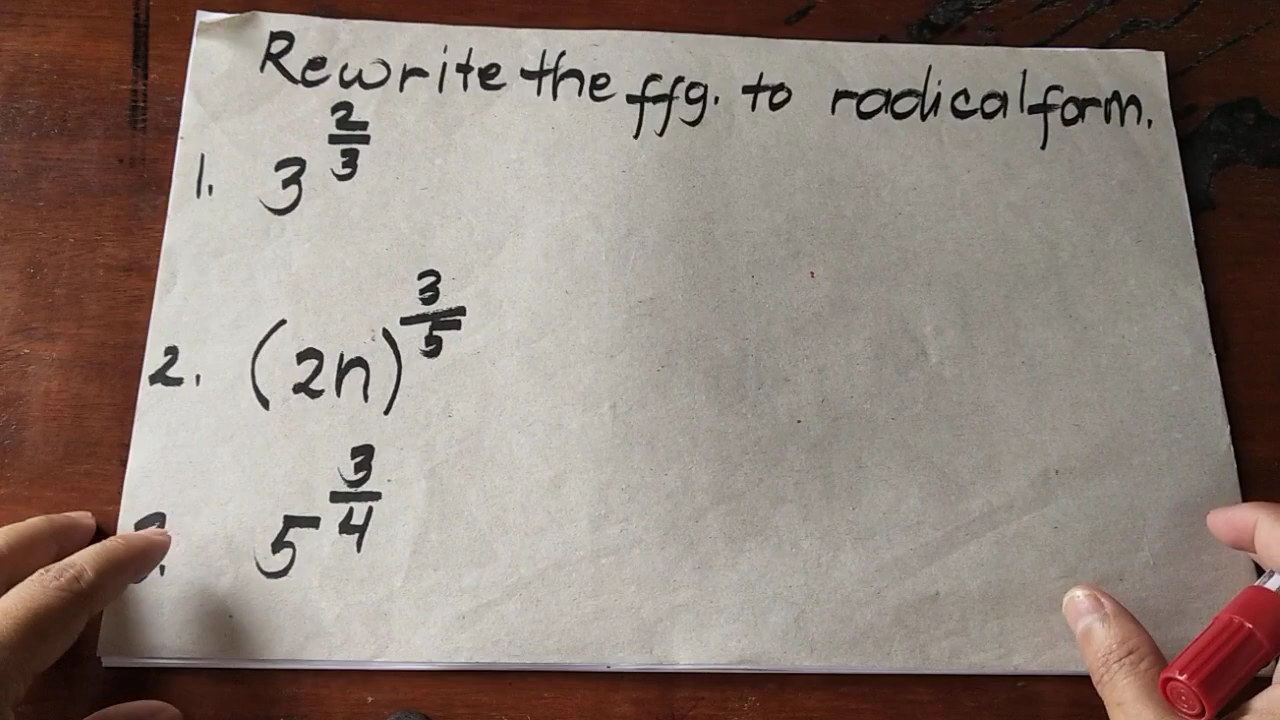 Rewrite the ffg. to radical form.
1. 3^(2/3)
2. (2n)^(3/5)
3. 5^(3/4)